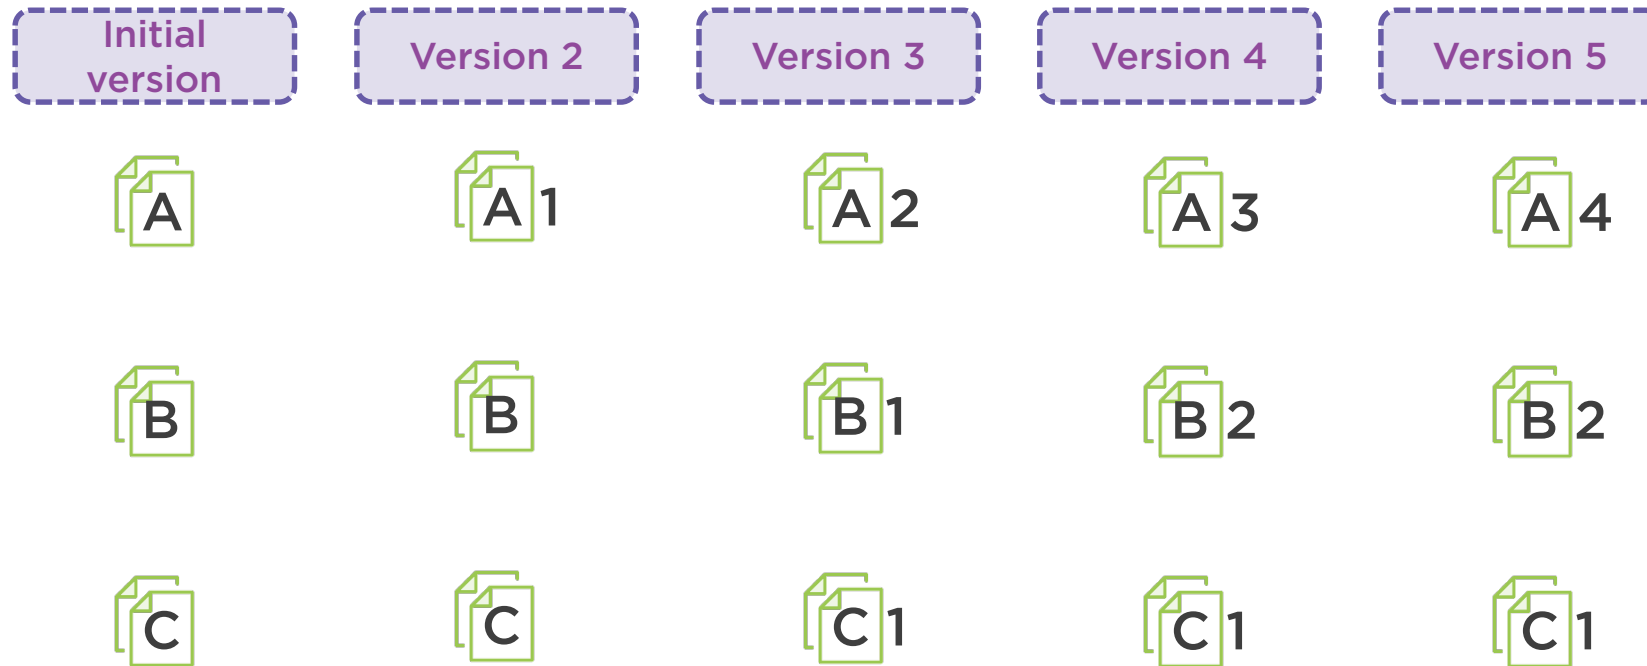 Initial
version
Version 2
Version 3
Version 4
Version 5
A
A 1
A 2
A 3
A 4
B
B
B 1
B 2
B 2
C
C
C 1
C 1
C 1